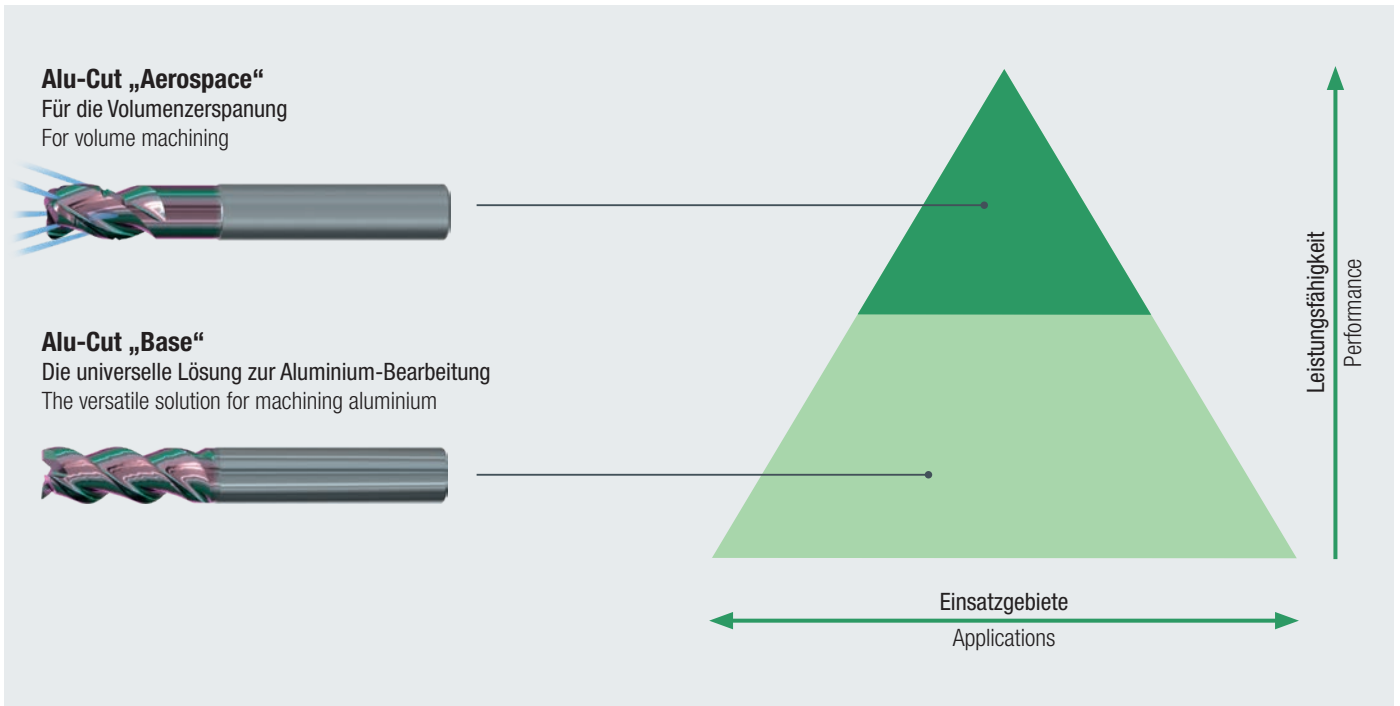 Alu-Cut „Aerospace“
Für die Volumenzerspanung
For volume machining
Alu-Cut „Base“
Die universelle Lösung zur Aluminium-Bearbeitung
The versatile solution for machining aluminium
Leistungsfähigkeit
Performance
Einsatzgebiete
Applications